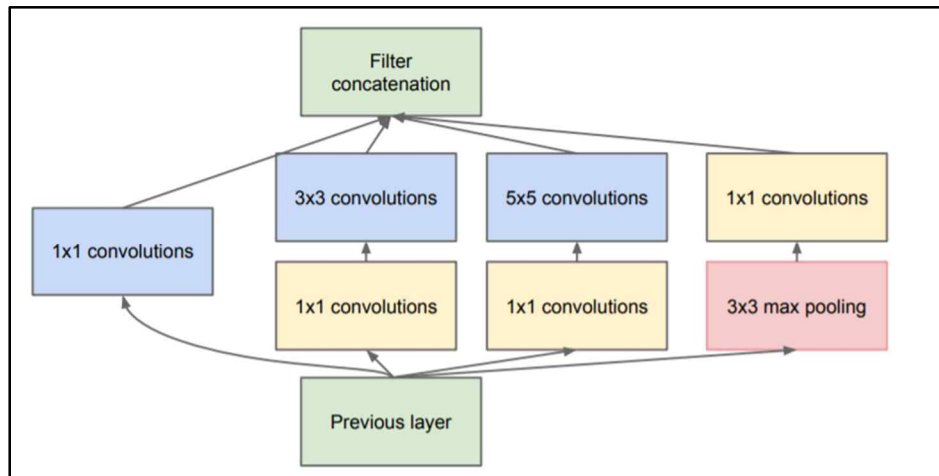 Filter
concatenation
3x3 convolutions
5x5 convolutions
1x1 convolutions
1x1 convolutions
1x1 convolutions
1x1 convolutions
3x3 max pooling
Previous layer